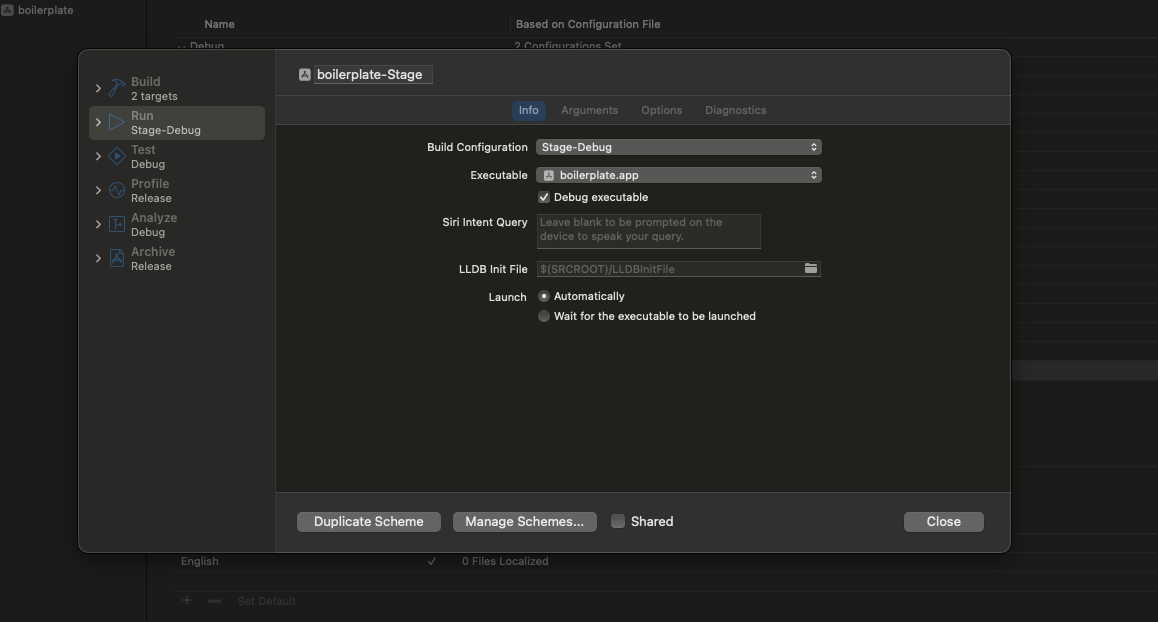 boilerplate
Name
Based on Configuration File
Debug
2 Configurations Set
boilerplate-Stage
Build
2 targets
Run
Stage-Debug
Test
Debug
Profile
Release
Analyze
Debug
Archive
Release
Info
Arguments
Options
Diagnostics
Build Configuration
Stage-Debug
Executable
boilerplate.app
Debug executable
Siri Intent Query
Leave blank to be prompted on the
device to speak your query.
LLDB Init File
$(SRCROOT)/LLDBInitFile
Launch
Automatically
Wait for the executable to be launched
Duplicate Scheme
Manage Schemes...
Shared
Close
English
0 Files Localized
Set Default